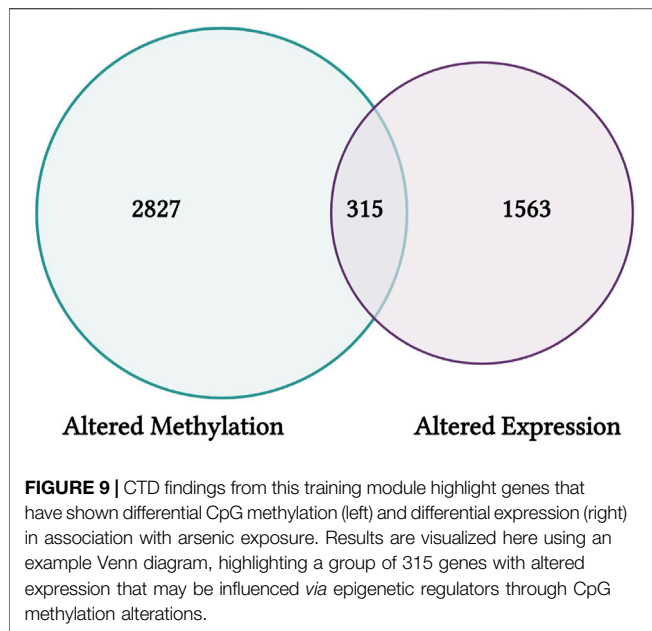 2827 315 1563
Altered Methylation Altered Expression
FIGURE 9 | CTD findings from this training module highlight genes that
have shown differential CpG methylation (left) and differential expression (right)
in association with arsenic exposure. Results are visualized here using an
example Venn diagram, highlighting a group of 315 genes with altered
expression that may be influenced via epigenetic regulators through CpG
methylation alterations.